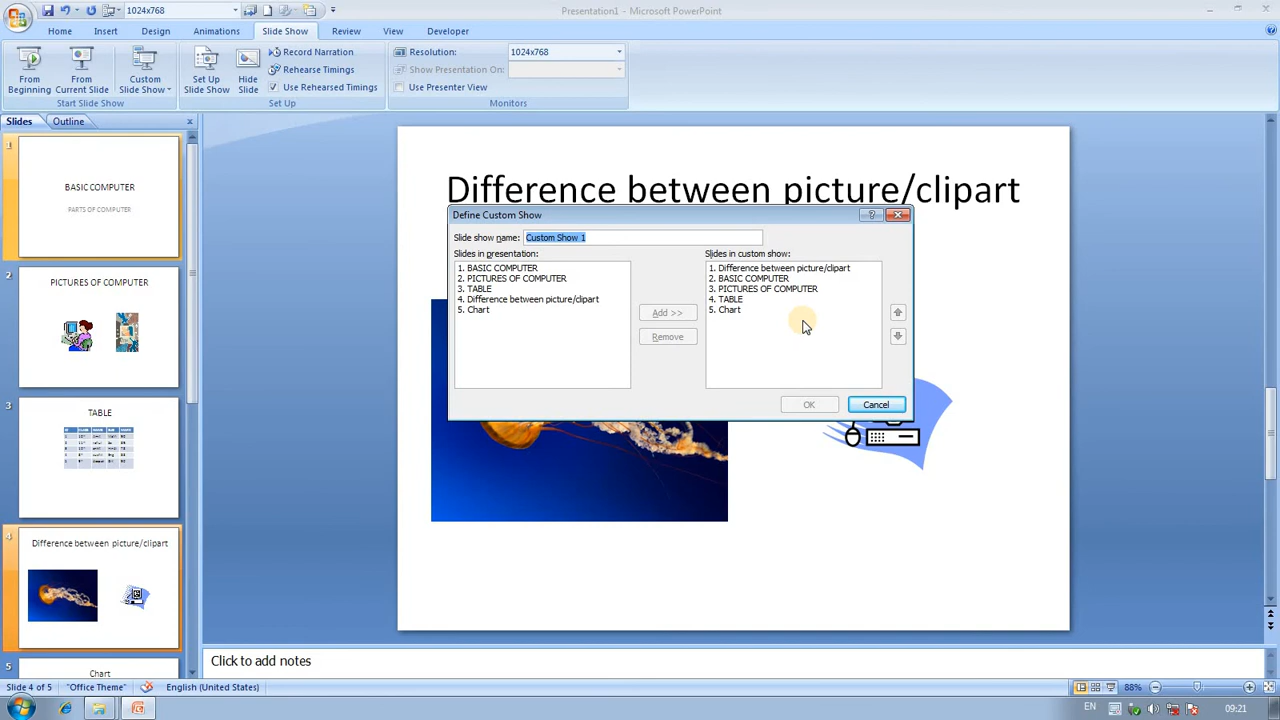 1024x768
Presentation1 - Microsoft PowerPoint
Home Insert Design Animations Slide Show Review View Developer
From Beginning
From Current Slide
Custom Slide Show
Start Slide Show
Set Up Slide Show
Hide Slide
Record Narration
Rehearse Timings
Use Rehearsed Timings
Set Up
Resolution: 1024x768
Show Presentation On:
Use Presenter View
Monitors
Slides Outline
1
BASIC COMPUTER
PARTS OF COMPUTER
2
PICTURES OF COMPUTER
3
TABLE
4
Difference between picture/clipart
5
Chart
Difference between picture/clipart
Define Custom Show
Slide show name: Custom Show 1
Slides in presentation:
1. BASIC COMPUTER
2. PICTURES OF COMPUTER
3. TABLE
4. Difference between picture/clipart
5. Chart
Add >>
Remove
Slides in custom show:
1. Difference between picture/clipart
2. BASIC COMPUTER
3. PICTURES OF COMPUTER
4. TABLE
5. Chart
OK Cancel
Click to add notes
Slide 4 of 5 "Office Theme" English (United States) 88%
EN 09:21